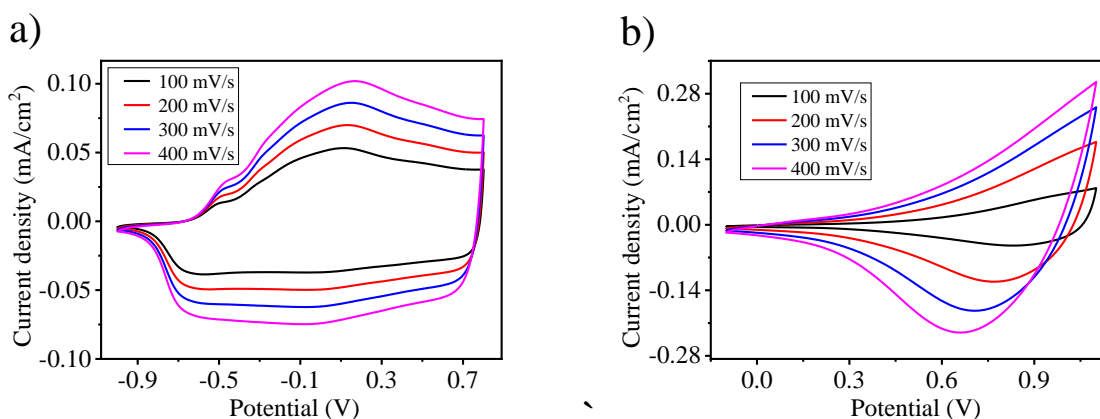 a)
100 mV/s
200 mV/s
300 mV/s
400 mV/s
0.10
0.05
0.00
-0.05
-0.10
Current density (mA/cm²)
-0.9 -0.5 -0.1 0.3 0.7
Potential (V)
b)
100 mV/s
200 mV/s
300 mV/s
400 mV/s
0.28
0.14
0.00
-0.14
-0.28
Current density (mA/cm²)
0.0 0.3 0.6 0.9
Potential (V)
`